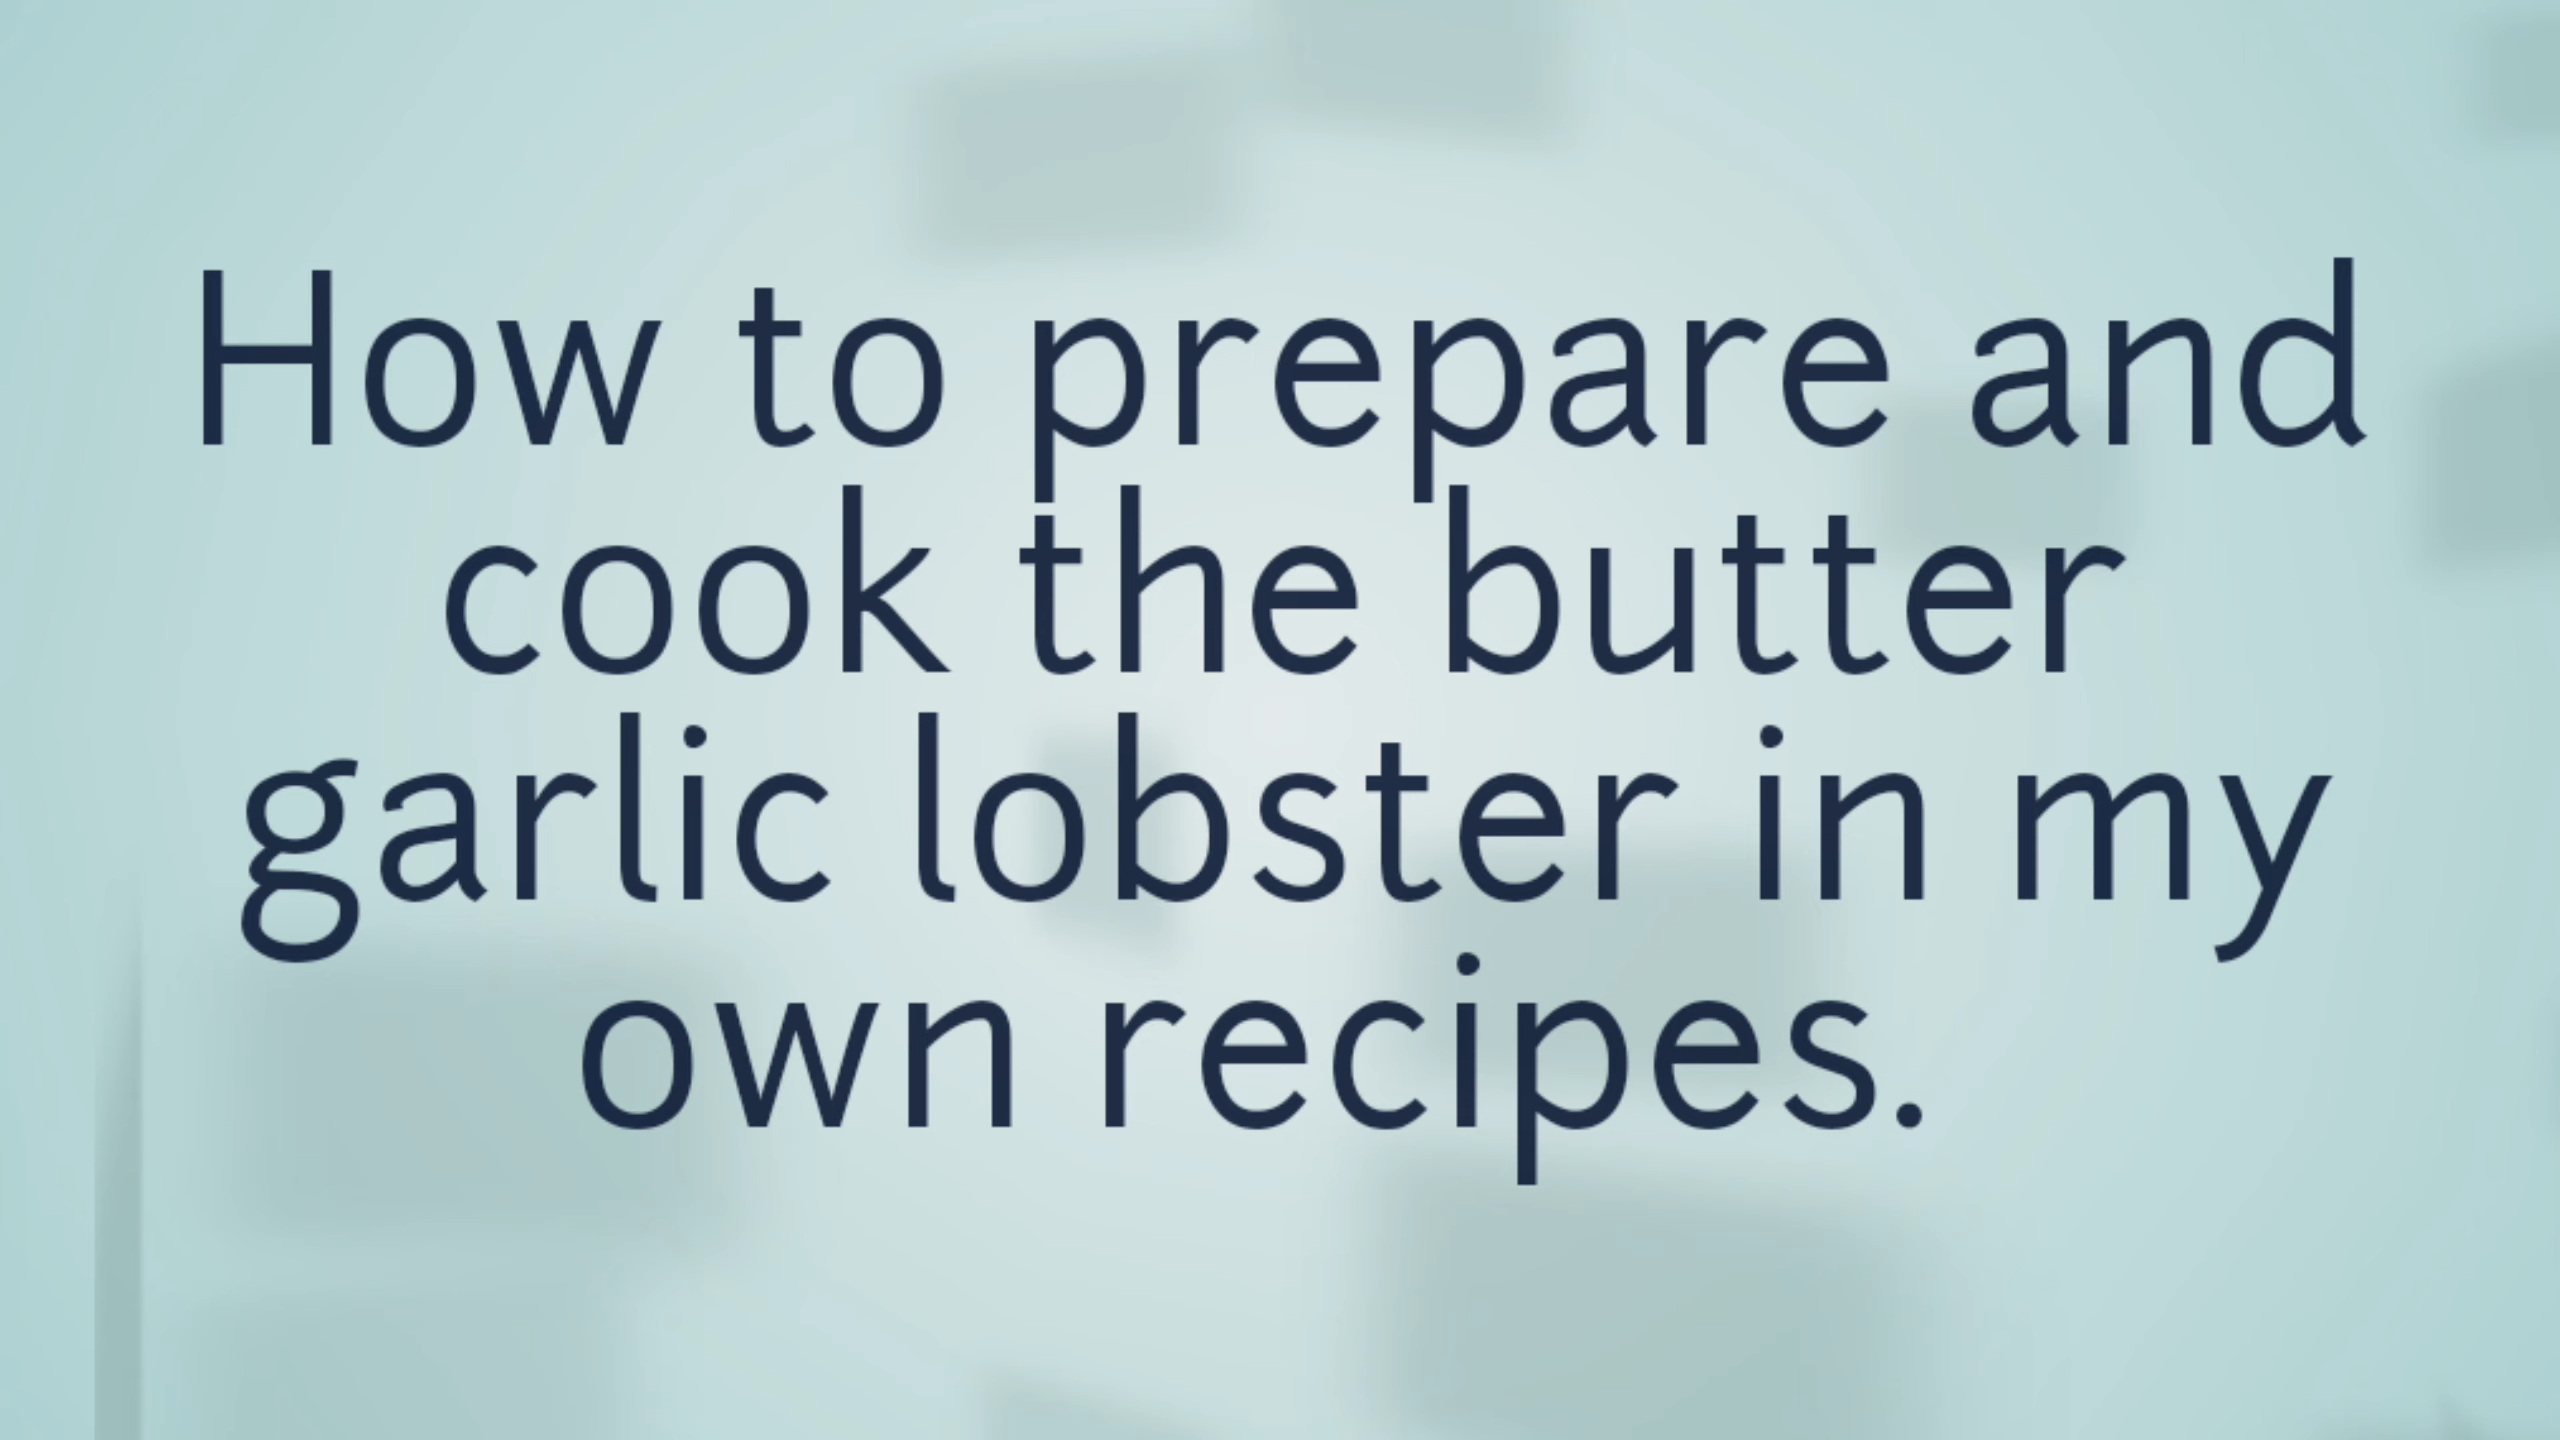 How to prepare and
cook the butter
garlic lobster in my
own recipes.